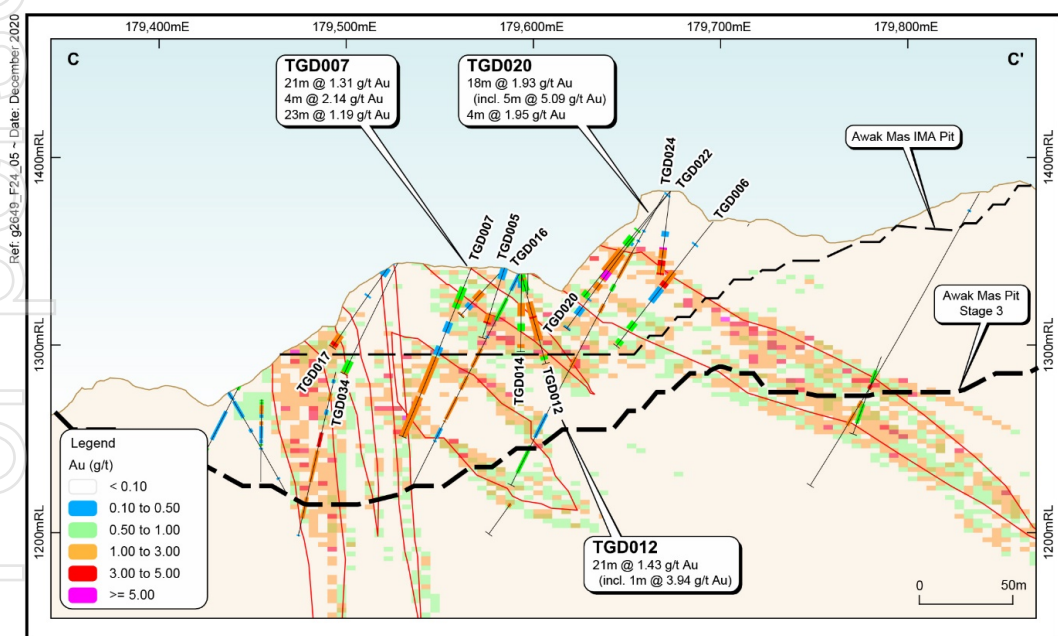 Ref: g2649_F24_05 ~ Date: December 2020
179,400mE
179,500mE
179,600mE
179,700mE
179,800mE
C
C'
TGD007
21m @ 1.31 g/t Au
4m @ 2.14 g/t Au
23m @ 1.19 g/t Au
TGD020
18m @ 1.93 g/t Au
(incl. 5m @ 5.09 g/t Au)
4m @ 1.95 g/t Au
Awak Mas IMA Pit
1400mRL
1400mRL
TGD024
TGD022
TGD006
TGD007
TGD005
TGD016
TGD020
Awak Mas Pit
Stage 3
1300mRL
1300mRL
TGD017
TGD034
TGD014
TGD012
Legend
Au (g/t)
< 0.10
0.10 to 0.50
0.50 to 1.00
1.00 to 3.00
3.00 to 5.00
>= 5.00
1200mRL
1200mRL
TGD012
21m @ 1.43 g/t Au
(incl. 1m @ 3.94 g/t Au)
0
50m